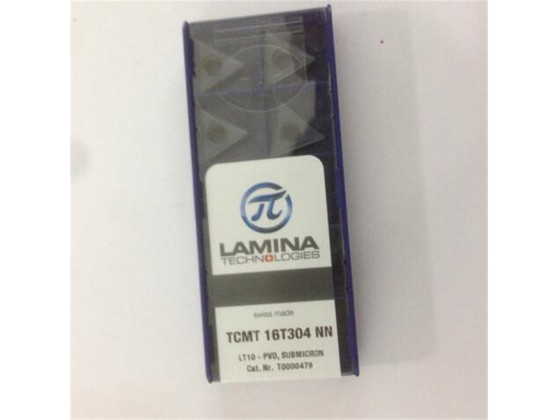 π
LAMINA
TECHNOLOGIES
swiss made
TCMT 16T304 NN
LT10 - PVD, SUBMICRON
Cat. Nr. T0000479